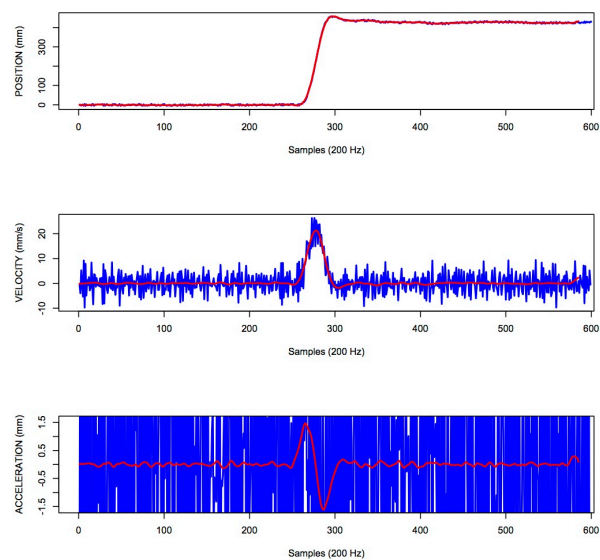 POSITION (mm)
400
200
0
0 100 200 300 400 500 600
Samples (200 Hz)
VELOCITY (mm/s)
20
10
0
-10
0 100 200 300 400 500 600
Samples (200 Hz)
ACCELERATION (mm)
1.5
0.5
-0.5
-1.5
0 100 200 300 400 500 600
Samples (200 Hz)